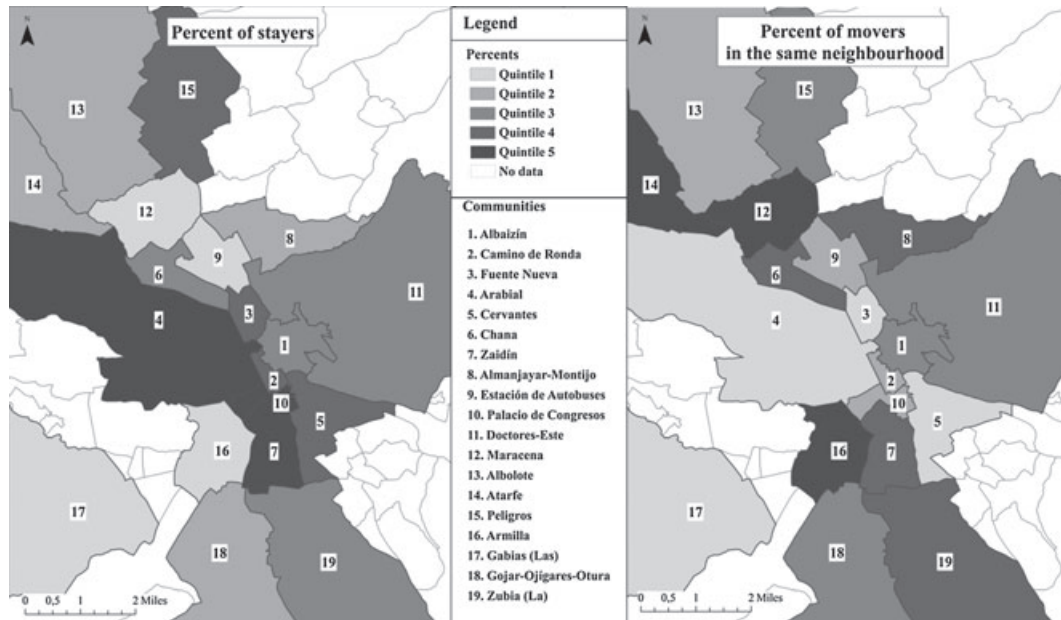 N
Percent of stayers
13
15
14
12
8
9
6
11
4
3
1
2
10
5
16
7
17
18
19
0 0,5 1 2 Miles
Legend
Percents
Quintile 1
Quintile 2
Quintile 3
Quintile 4
Quintile 5
No data
Communities
1. Albaizín
2. Camino de Ronda
3. Fuente Nueva
4. Arabial
5. Cervantes
6. Chana
7. Zaidín
8. Almanjayar-Montijo
9. Estación de Autobuses
10. Palacio de Congresos
11. Doctores-Este
12. Maracena
13. Albolote
14. Atarfe
15. Peligros
16. Armilla
17. Gabias (Las)
18. Gojar-Ojígares-Otura
19. Zubia (La)
N
Percent of movers
in the same neighbourhood
13
15
14
12
8
9
6
11
4
3
1
2
10
5
16
7
17
18
19
0 0,5 1 2 Miles